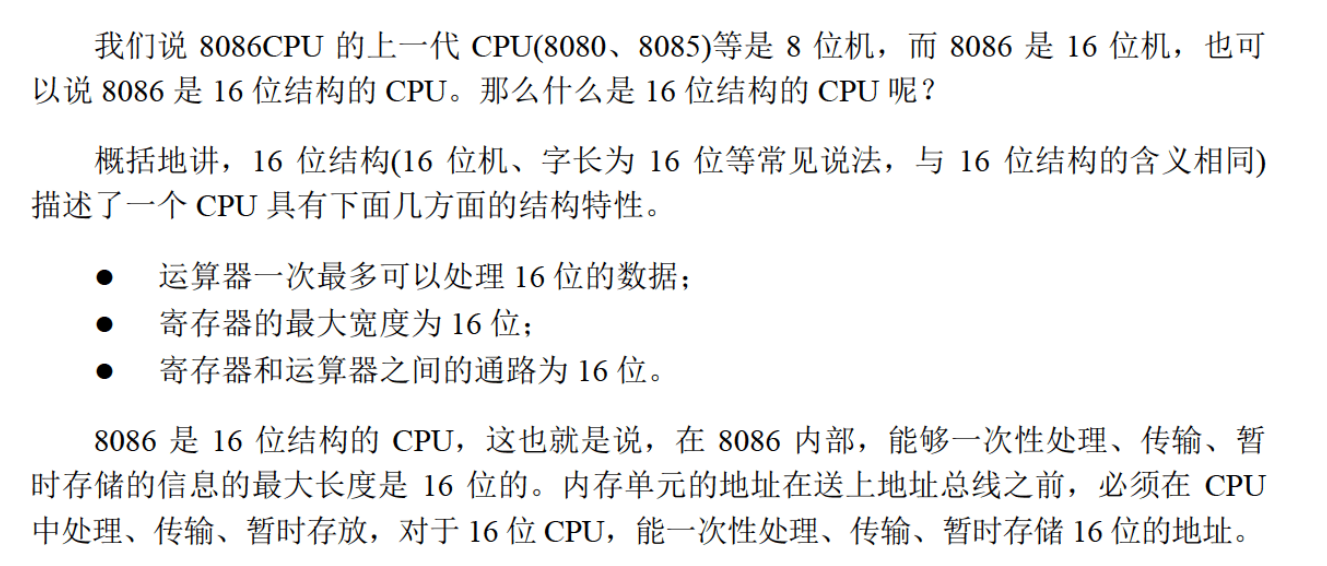 我们说 8086CPU 的上一代 CPU(8080、8085)等是 8 位机，而 8086 是 16 位机，也可
以说 8086 是 16 位结构的 CPU。那么什么是 16 位结构的 CPU 呢？
概括地讲，16 位结构(16 位机、字长为 16 位等常见说法，与 16 位结构的含义相同)
描述了一个 CPU 具有下面几方面的结构特性。
● 运算器一次最多可以处理 16 位的数据；
● 寄存器的最大宽度为 16 位；
● 寄存器和运算器之间的通路为 16 位。
8086 是 16 位结构的 CPU，这也就是说，在 8086 内部，能够一次性处理、传输、暂
时存储的信息的最大长度是 16 位的。内存单元的地址在送上地址总线之前，必须在 CPU
中处理、传输、暂时存放，对于 16 位 CPU，能一次性处理、传输、暂时存储 16 位的地址。